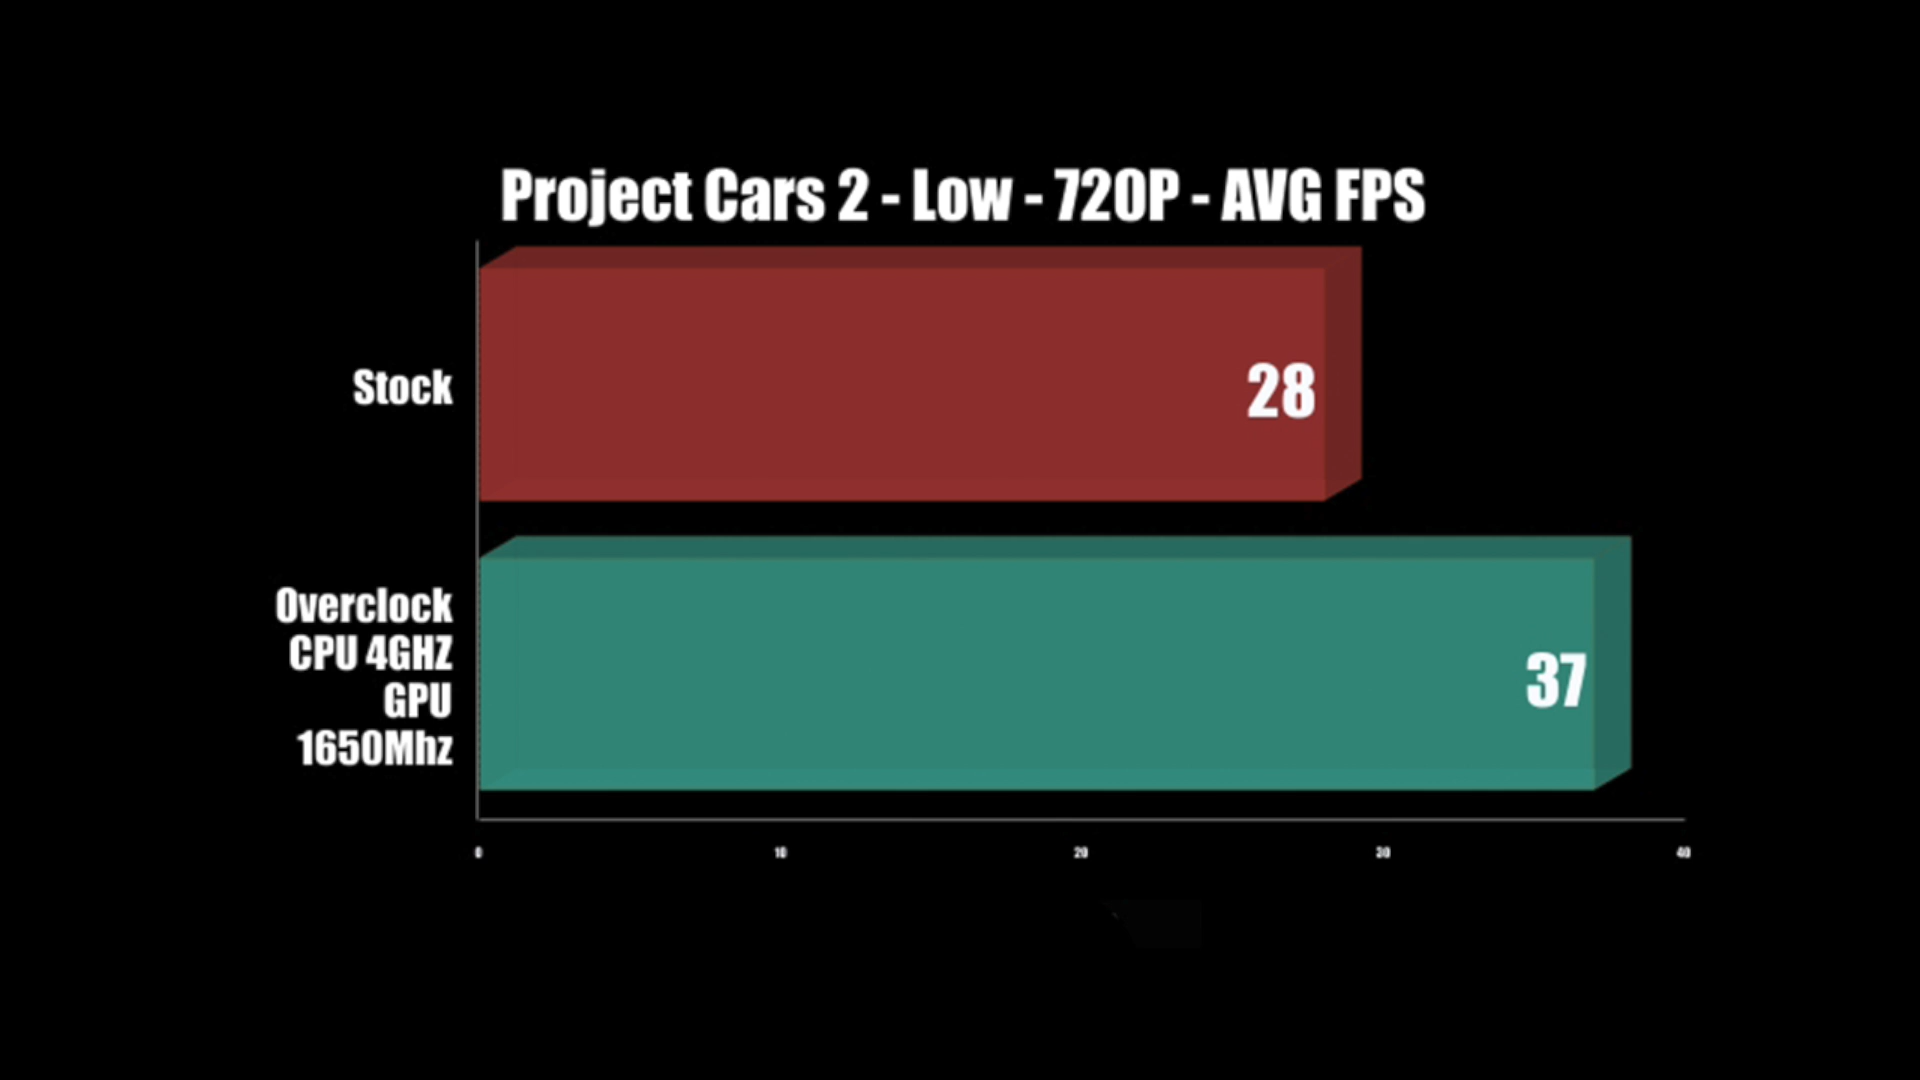 Project Cars 2 - Low - 720P - AVG FPS
Stock
28
Overclock
CPU 4GHZ
GPU
1650Mhz
37
0 10 20 30 40